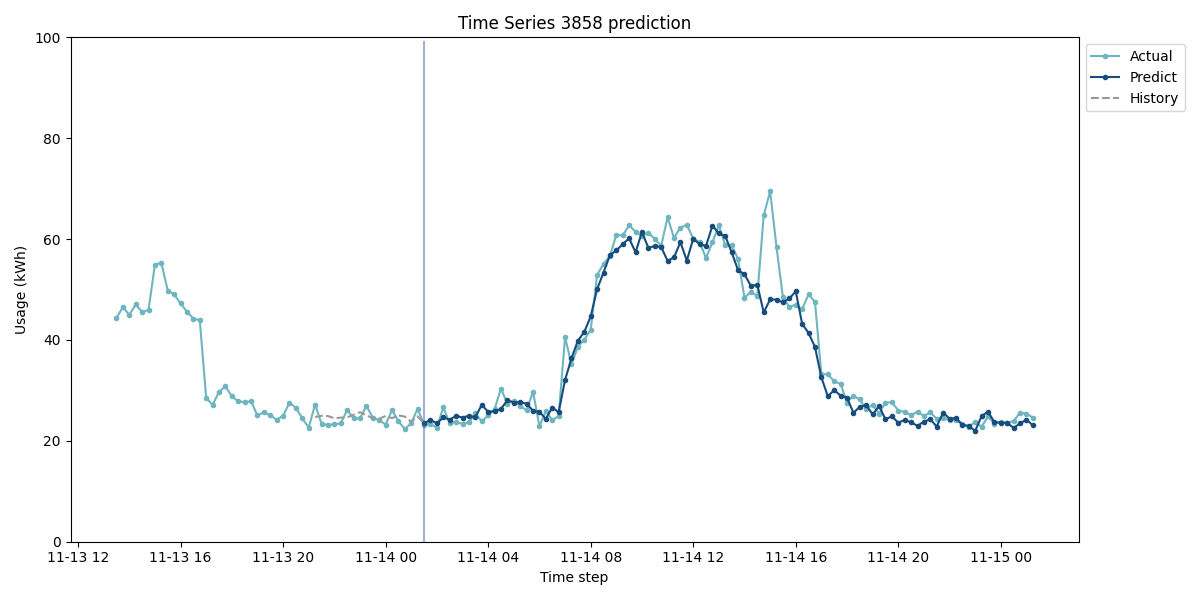 Time Series 3858 prediction
100
80
60
40
20
0
Usage (kWh)
11-13 12
11-13 16
11-13 20
11-14 00
11-14 04
11-14 08
11-14 12
11-14 16
11-14 20
11-15 00
Time step
Actual
Predict
History